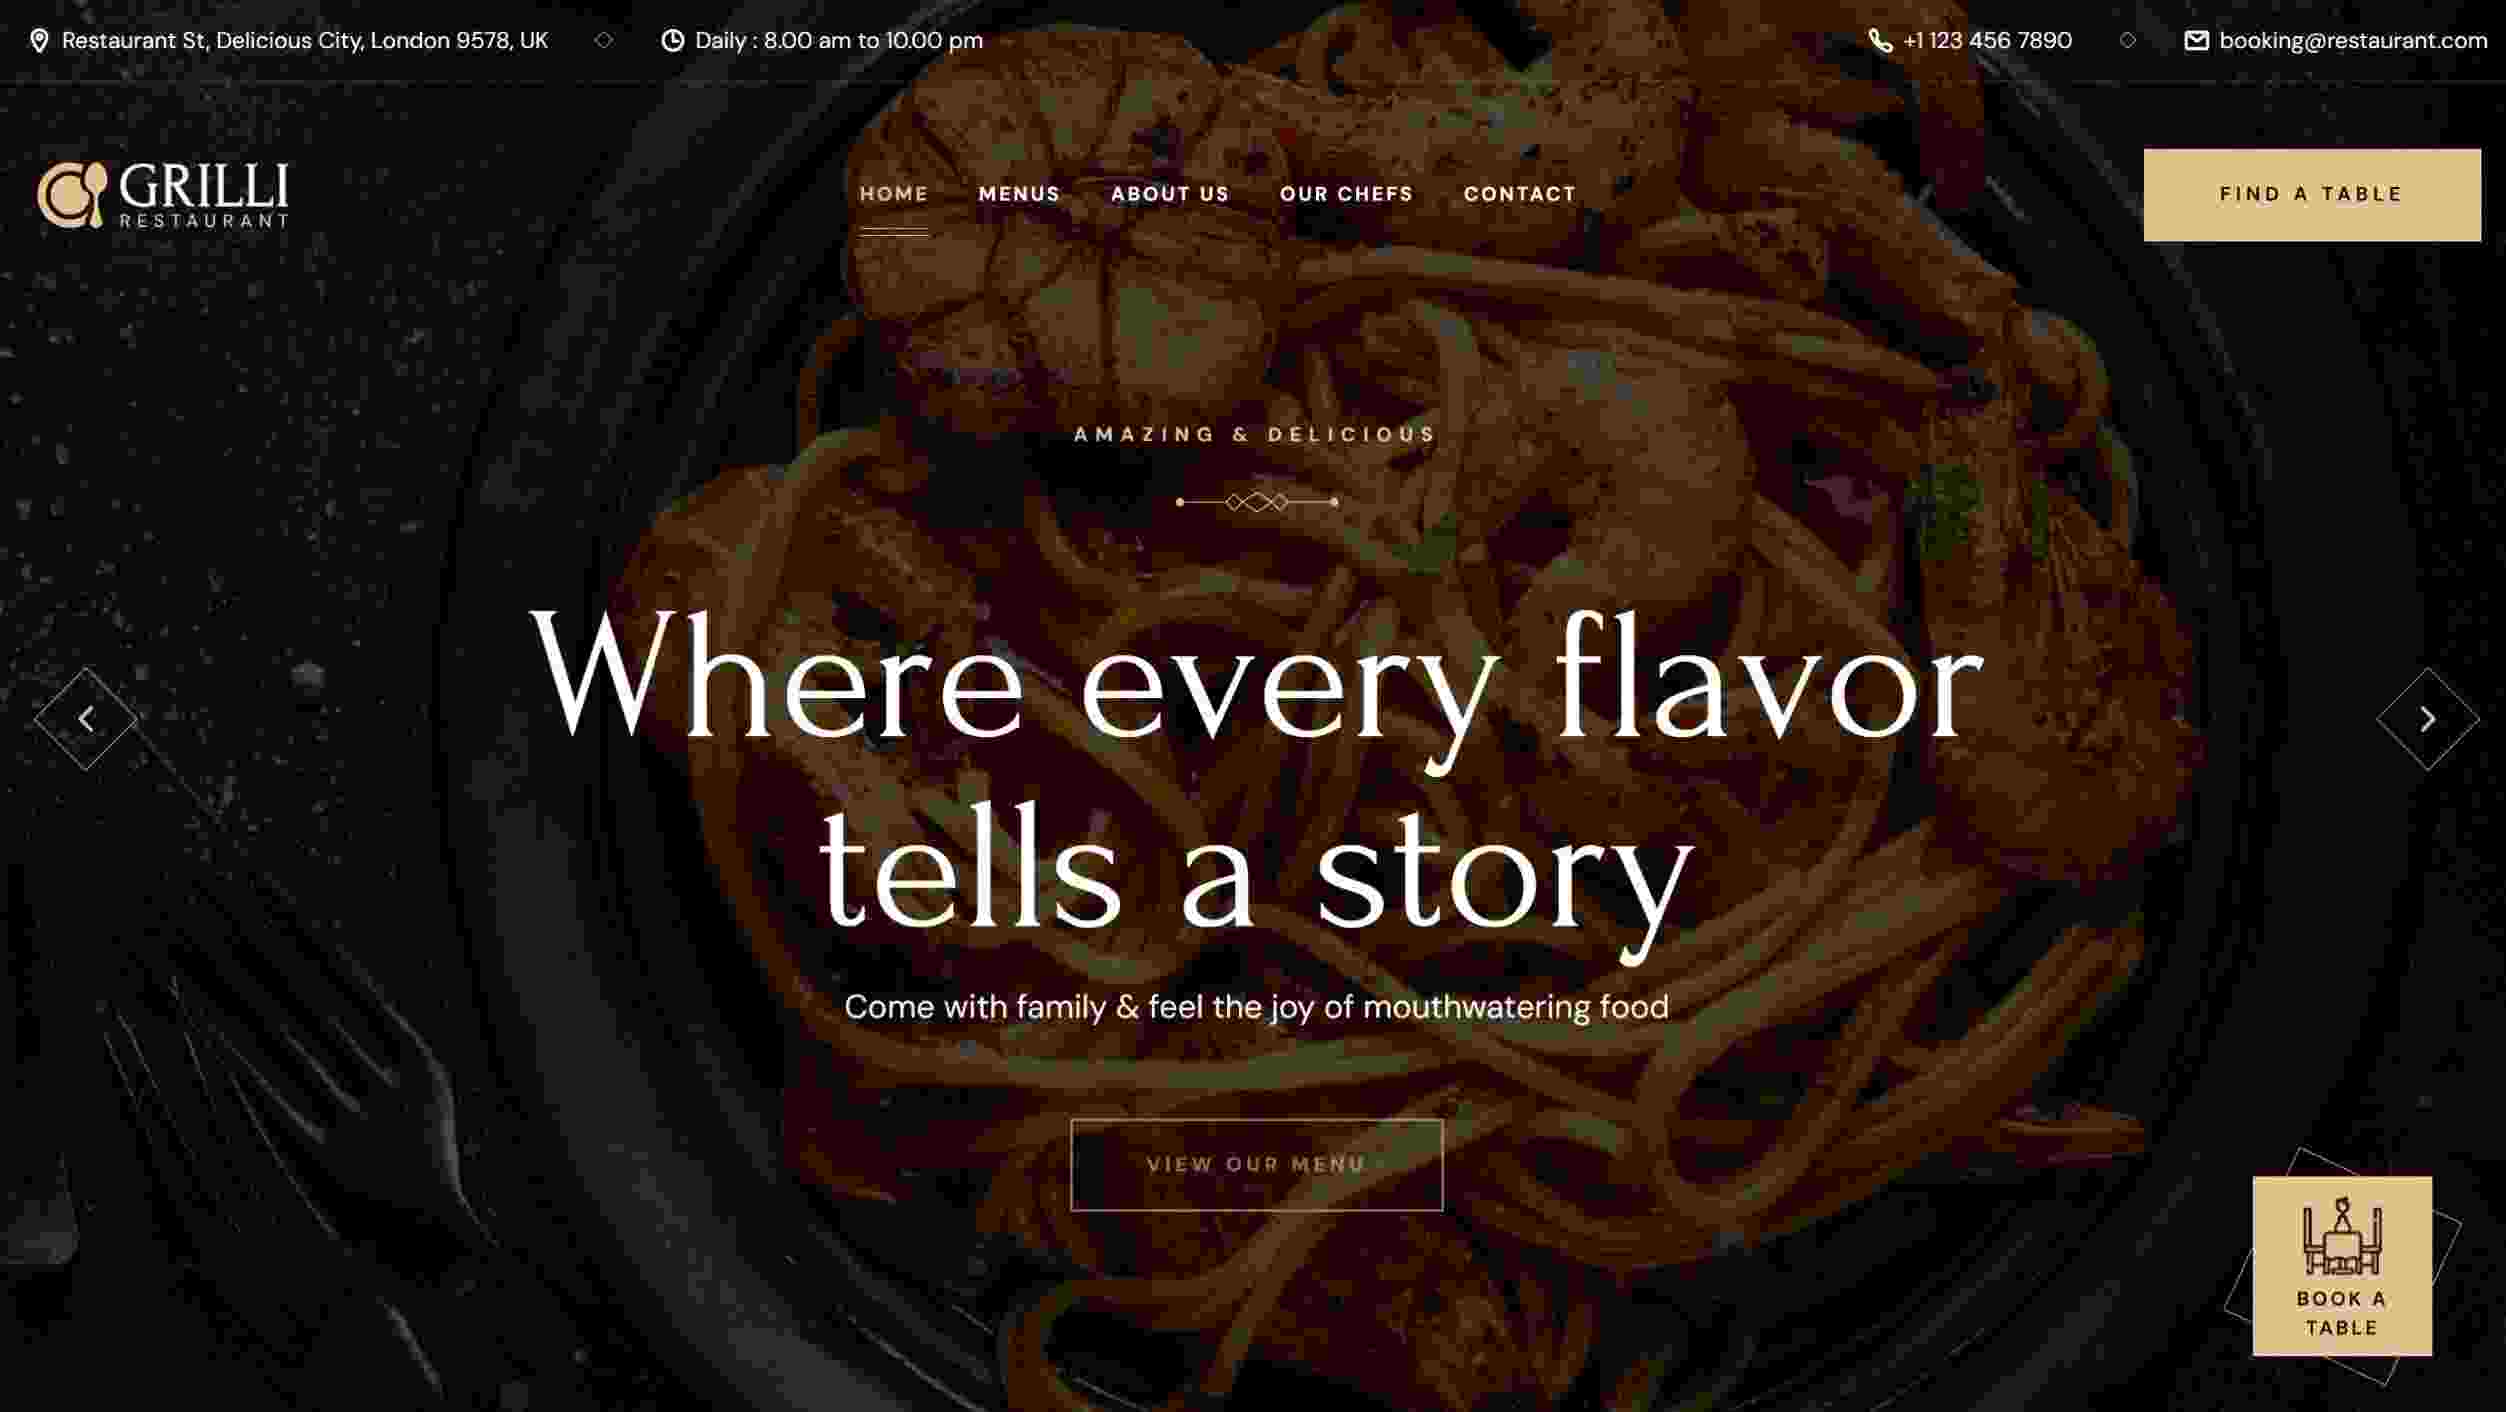 Restaurant St, Delicious City, London 9578, UK
Daily : 8.00 am to 10.00 pm
+1 123 456 7890
booking@restaurant.com
GRILLI
RESTAURANT
HOME
MENUS
ABOUT US
OUR CHEFS
CONTACT
FIND A TABLE
AMAZING & DELICIOUS
Where every flavor
tells a story
Come with family & feel the joy of mouthwatering food
VIEW OUR MENU
BOOK A
TABLE